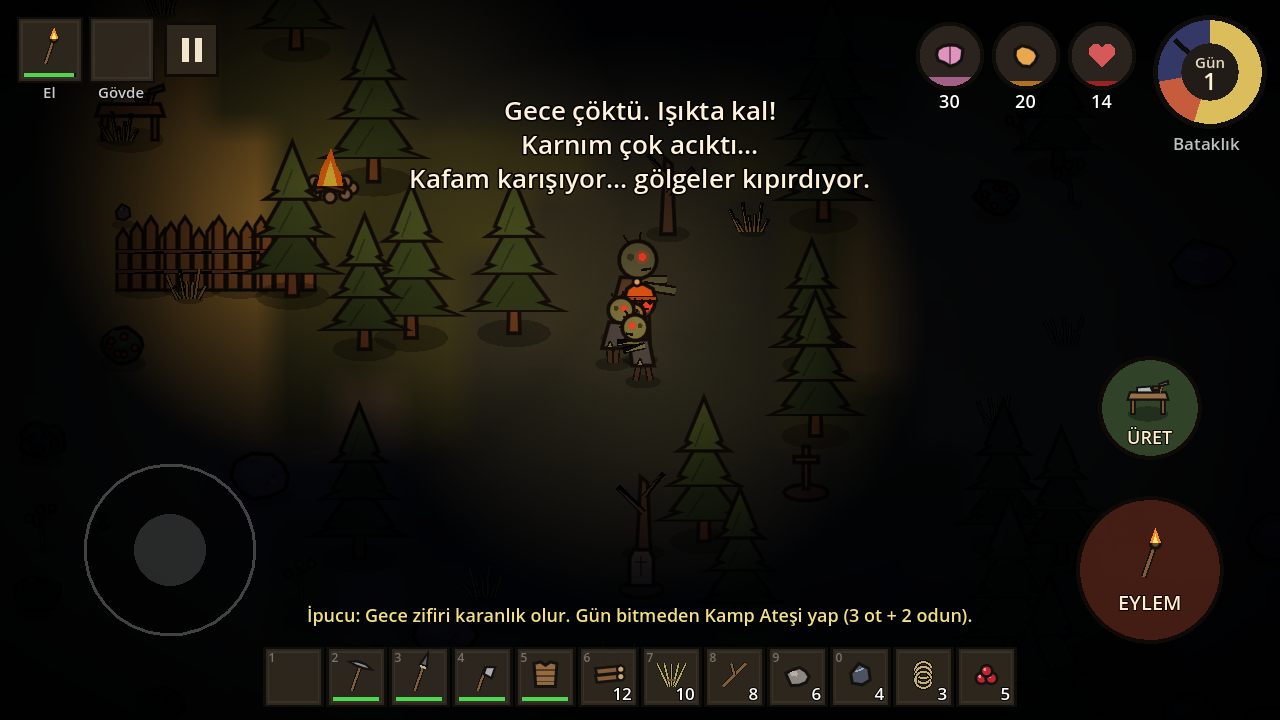 El
Gövde
30
20
14
Gün
1
Bataklık
Gece çöktü. Işıkta kal!
Karnım çok acıktı...
Kafam karışıyor... gölgeler kıpırdıyor.
ÜRET
EYLEM
İpucu: Gece zifiri karanlık olur. Gün bitmeden Kamp Ateşi yap (3 ot + 2 odun).
1 2 3 4 5 6 7 8 9 0
12 10 8 6 4 3 5